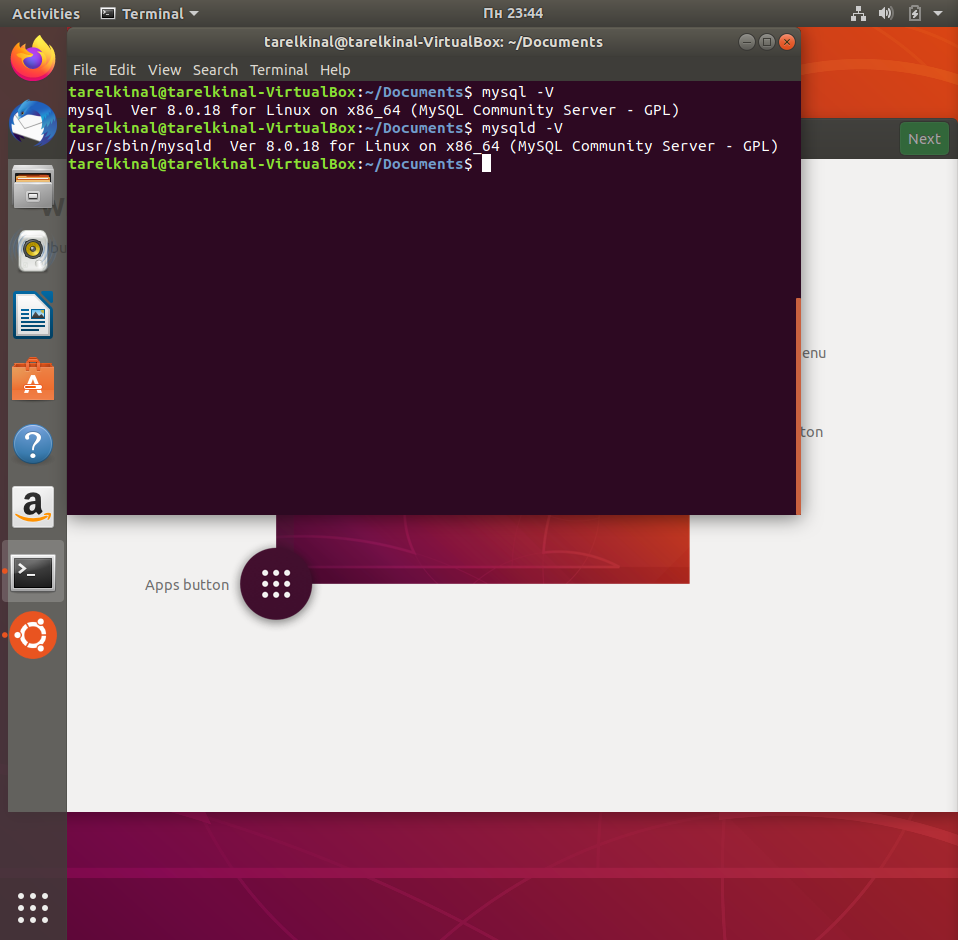 Activities Terminal Пн 23:44
tarelkinal@tarelkinal-VirtualBox: ~/Documents
File Edit View Search Terminal Help
tarelkinal@tarelkinal-VirtualBox:~/Documents$ mysql -V
mysql  Ver 8.0.18 for Linux on x86_64 (MySQL Community Server - GPL)
tarelkinal@tarelkinal-VirtualBox:~/Documents$ mysqld -V
/usr/sbin/mysqld  Ver 8.0.18 for Linux on x86_64 (MySQL Community Server - GPL)
tarelkinal@tarelkinal-VirtualBox:~/Documents$
Next
W
bu
enu
ton
Apps button